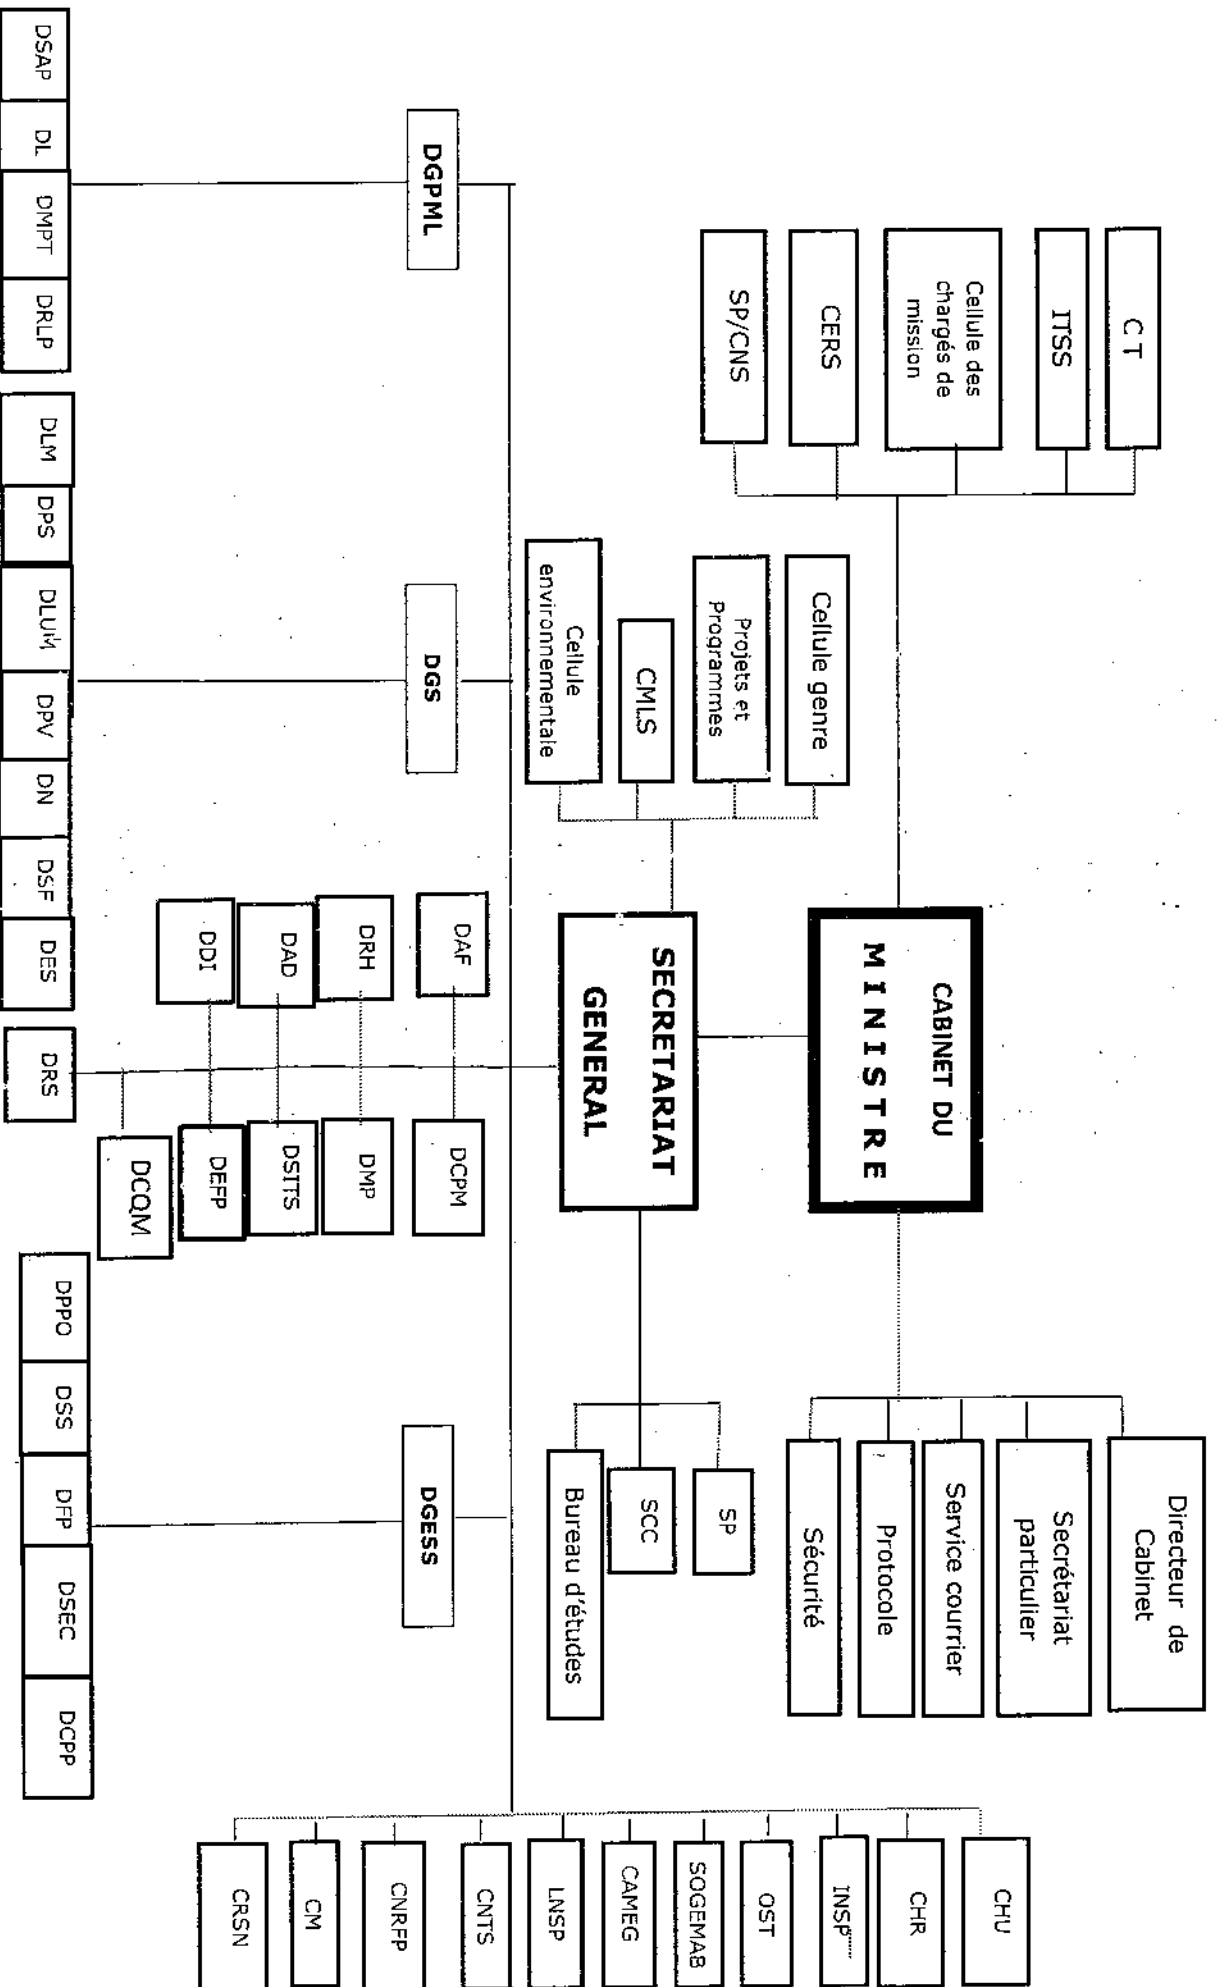 CABINET DU
MINISTRE
C T
ITSS
Cellule des
chargés de
mission
CERS
SP/CNS
Directeur de
Cabinet
Secrétariat
particulier
Service courrier
Protocole
Sécurité
SECRETARIAT
GENERAL
Cellule genre
Projets et
Programmes
CMLS
Cellule
environnementale
SP
SCC
Bureau d'études
DGPML
DGS
DGESS
DAF
DCPM
DRH
DMP
DAD
DSITS
DDI
DEFP
DCQM
DRS
DSAP
DL
DMPT
DRLP
DLM
DPS
DLUM
DPV
DN
DSF
DES
DPPO
DSS
DFP
DSEC
DCPP
CHU
CHR
INSP
OST
SOGEMAB
CAMEG
LNSP
CNTS
CNRFP
CM
CRSN